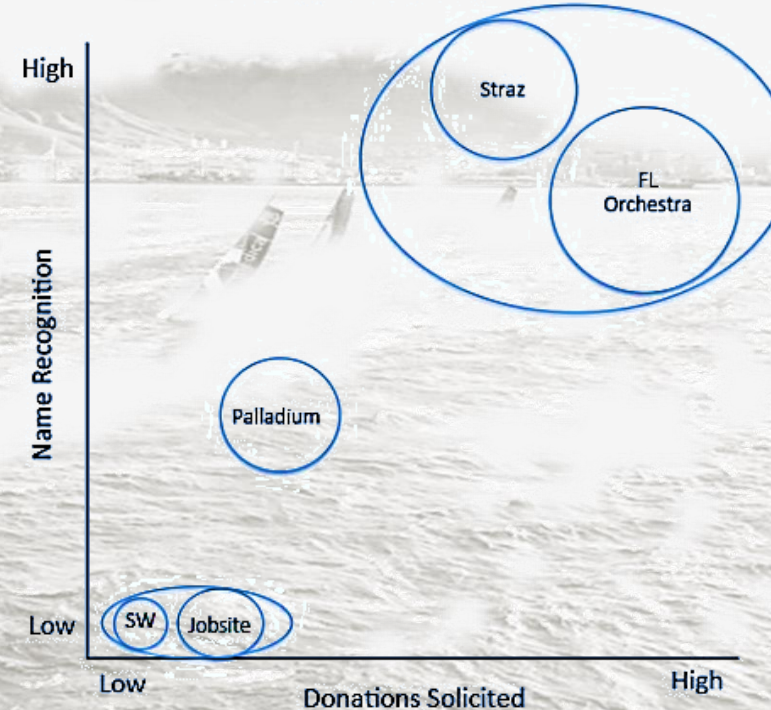 High
Straz
FL
Orchestra
Name Recognition
Palladium
SW
Jobsite
Low
Low
High
Donations Solicited